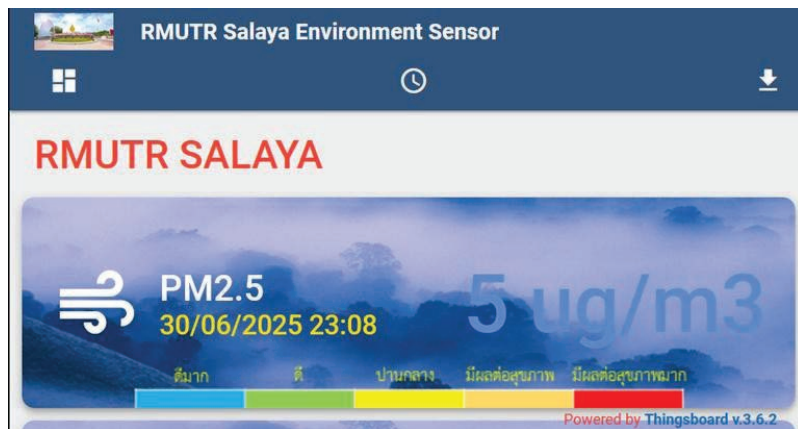 RMUTR Salaya Environment Sensor
RMUTR SALAYA
PM2.5
5 ug/m3
30/06/2025 23:08
ดีมาก ดี ปานกลาง มีผลต่อสุขภาพ มีผลต่อสุขภาพมาก
Powered by Thingsboard v.3.6.2